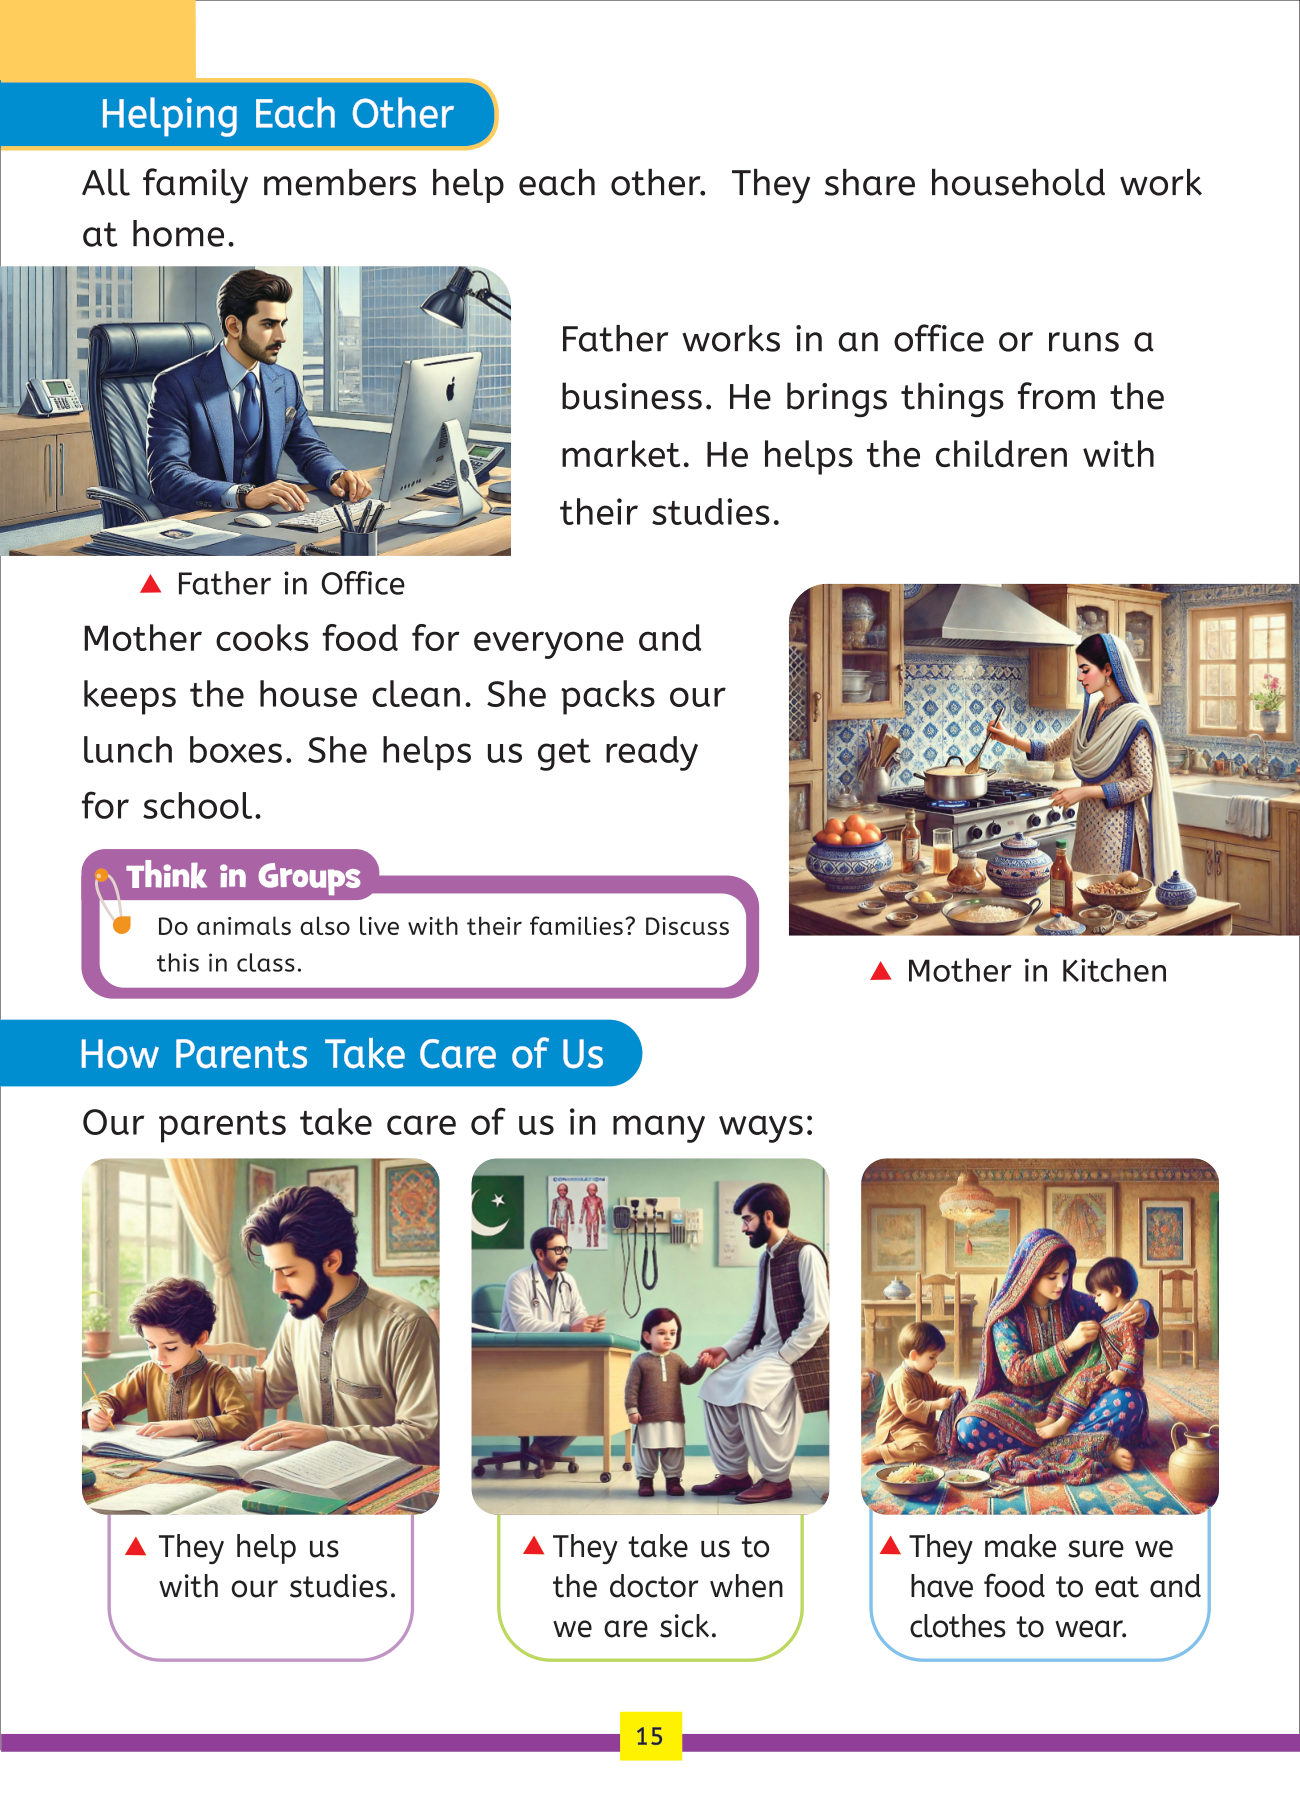 Helping Each Other
All family members help each other. They share household work
at home.
Father works in an office or runs a
business. He brings things from the
market. He helps the children with
their studies.
Father in Office
Mother cooks food for everyone and
keeps the house clean. She packs our
lunch boxes. She helps us get ready
for school.
Think in Groups
Do animals also live with their families? Discuss
this in class.
Mother in Kitchen
How Parents Take Care of Us
Our parents take care of us in many ways:
They help us
with our studies.
They take us to
the doctor when
we are sick.
They make sure we
have food to eat and
clothes to wear.
15